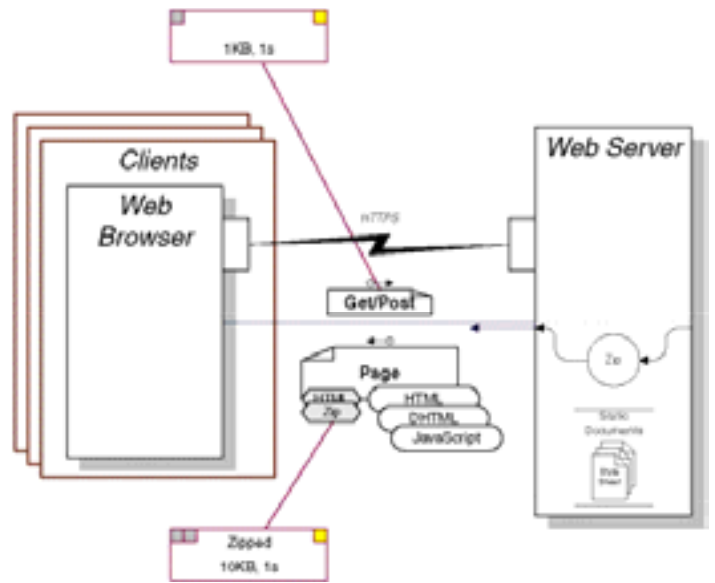 1KB, 1s
Clients
Web
Browser
Web Server
HTTPS
Get/Post
Page
HTML
Zip
HTML
DHTML
JavaScript
Zip
Static
Documents
Zipped
10KB, 1s